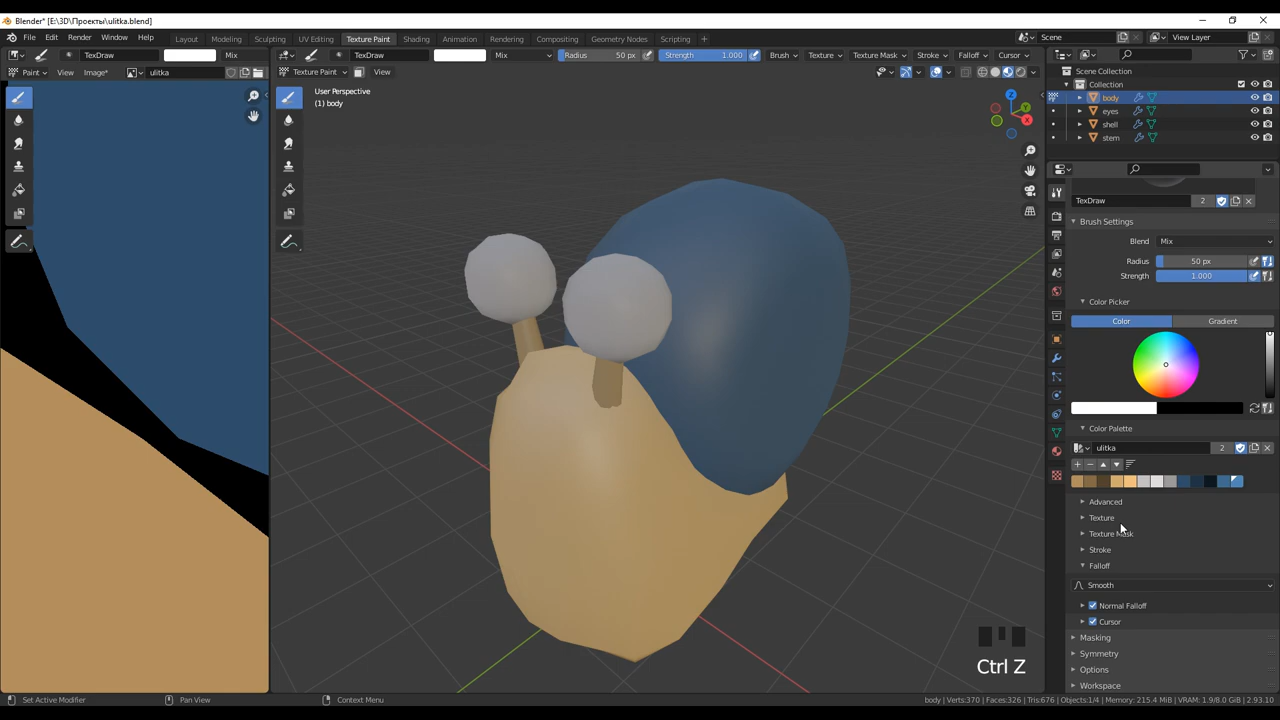 Blender* [E:\3D\Проекты\ulitka.blend]
File Edit Render Window Help Layout Modeling Sculpting UV Editing Texture Paint Shading Animation Rendering Compositing Geometry Nodes Scripting Scene View Layer
TexDraw Mix TexDraw Mix Radius 50 px Strength 1.000 Brush Texture Texture Mask Stroke Falloff Cursor
Paint View Image* ulitka Texture Paint View Scene Collection
Collection
User Perspective
(1) body
body
eyes
shell
stem
Z
Y
X
TexDraw 2
Brush Settings
Blend Mix
Radius 50 px
Strength 1.000
Color Picker
Color Gradient
Color Palette
ulitka 2
Advanced
Texture
Texture Mask
Stroke
Falloff
Smooth
Normal Falloff
Cursor
Masking
Symmetry
Options
Workspace
Ctrl Z
Set Active Modifier Pan View Context Menu body | Verts:370 | Faces:326 | Tris:676 | Objects:1/4 | Memory: 215.4 MiB | VRAM: 1.9/8.0 GiB | 2.93.10